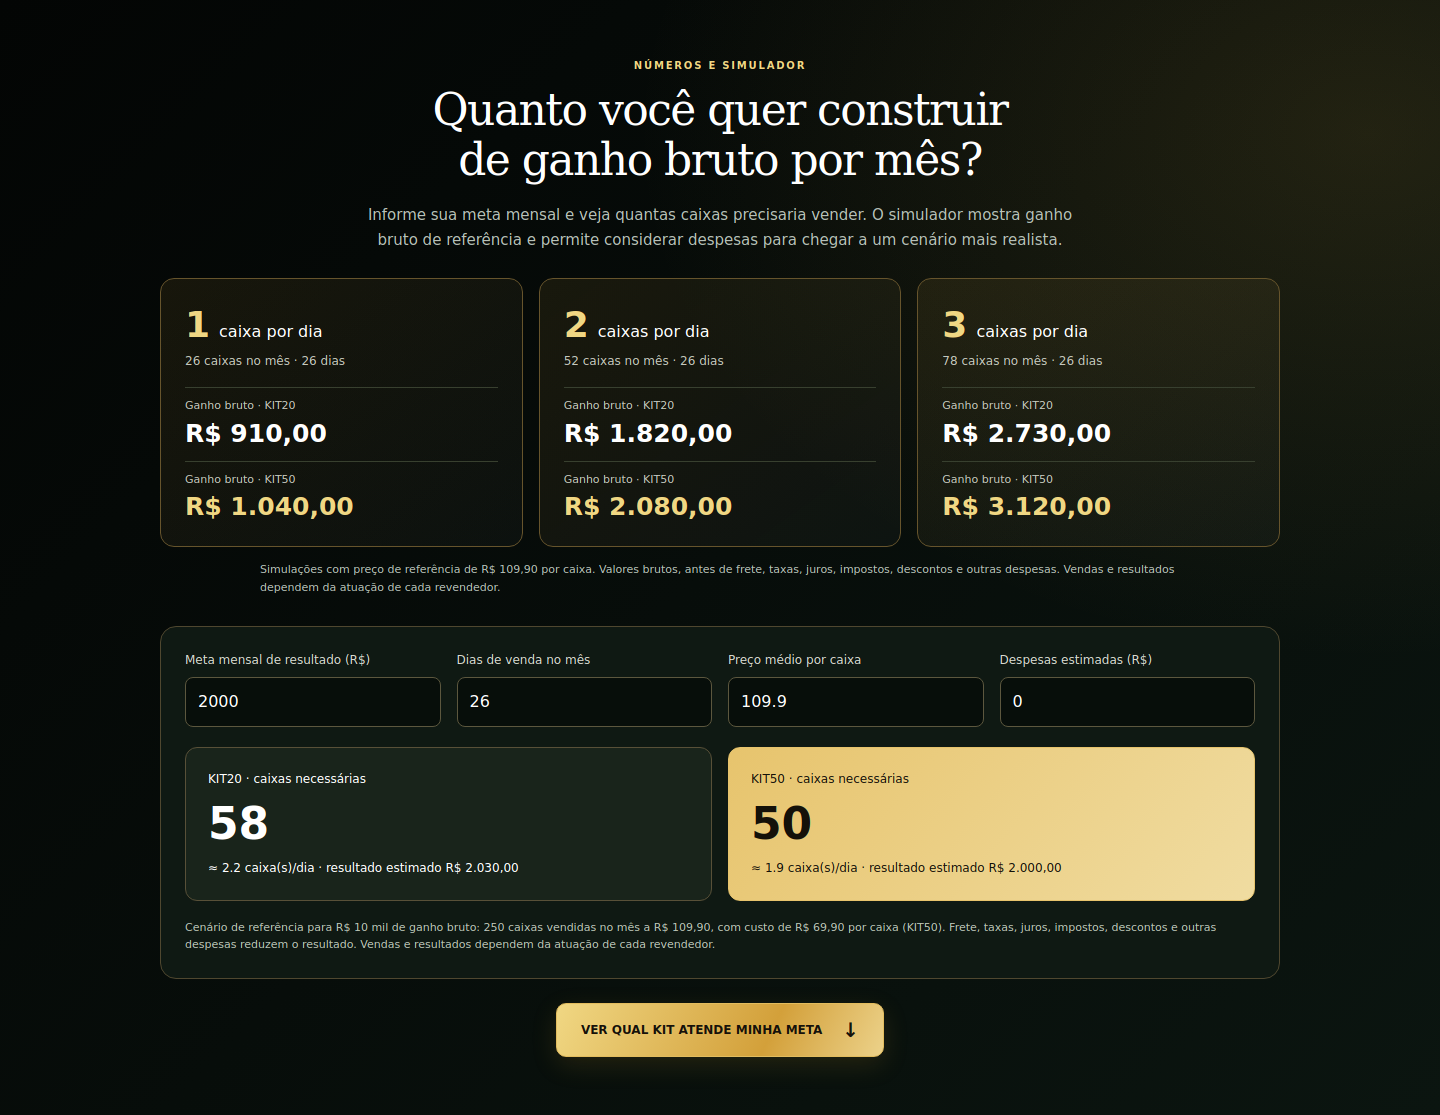 NÚMEROS E SIMULADOR
Quanto você quer construir
de ganho bruto por mês?
Informe sua meta mensal e veja quantas caixas precisaria vender. O simulador mostra ganho
bruto de referência e permite considerar despesas para chegar a um cenário mais realista.
1 caixa por dia
26 caixas no mês · 26 dias
Ganho bruto · KIT20
R$ 910,00
Ganho bruto · KIT50
R$ 1.040,00
2 caixas por dia
52 caixas no mês · 26 dias
Ganho bruto · KIT20
R$ 1.820,00
Ganho bruto · KIT50
R$ 2.080,00
3 caixas por dia
78 caixas no mês · 26 dias
Ganho bruto · KIT20
R$ 2.730,00
Ganho bruto · KIT50
R$ 3.120,00
Simulações com preço de referência de R$ 109,90 por caixa. Valores brutos, antes de frete, taxas, juros, impostos, descontos e outras despesas. Vendas e resultados
dependem da atuação de cada revendedor.
Meta mensal de resultado (R$)
2000
Dias de venda no mês
26
Preço médio por caixa
109.9
Despesas estimadas (R$)
0
KIT20 · caixas necessárias
58
≈ 2.2 caixa(s)/dia · resultado estimado R$ 2.030,00
KIT50 · caixas necessárias
50
≈ 1.9 caixa(s)/dia · resultado estimado R$ 2.000,00
Cenário de referência para R$ 10 mil de ganho bruto: 250 caixas vendidas no mês a R$ 109,90, com custo de R$ 69,90 por caixa (KIT50). Frete, taxas, juros, impostos, descontos e outras
despesas reduzem o resultado. Vendas e resultados dependem da atuação de cada revendedor.
VER QUAL KIT ATENDE MINHA META ↓